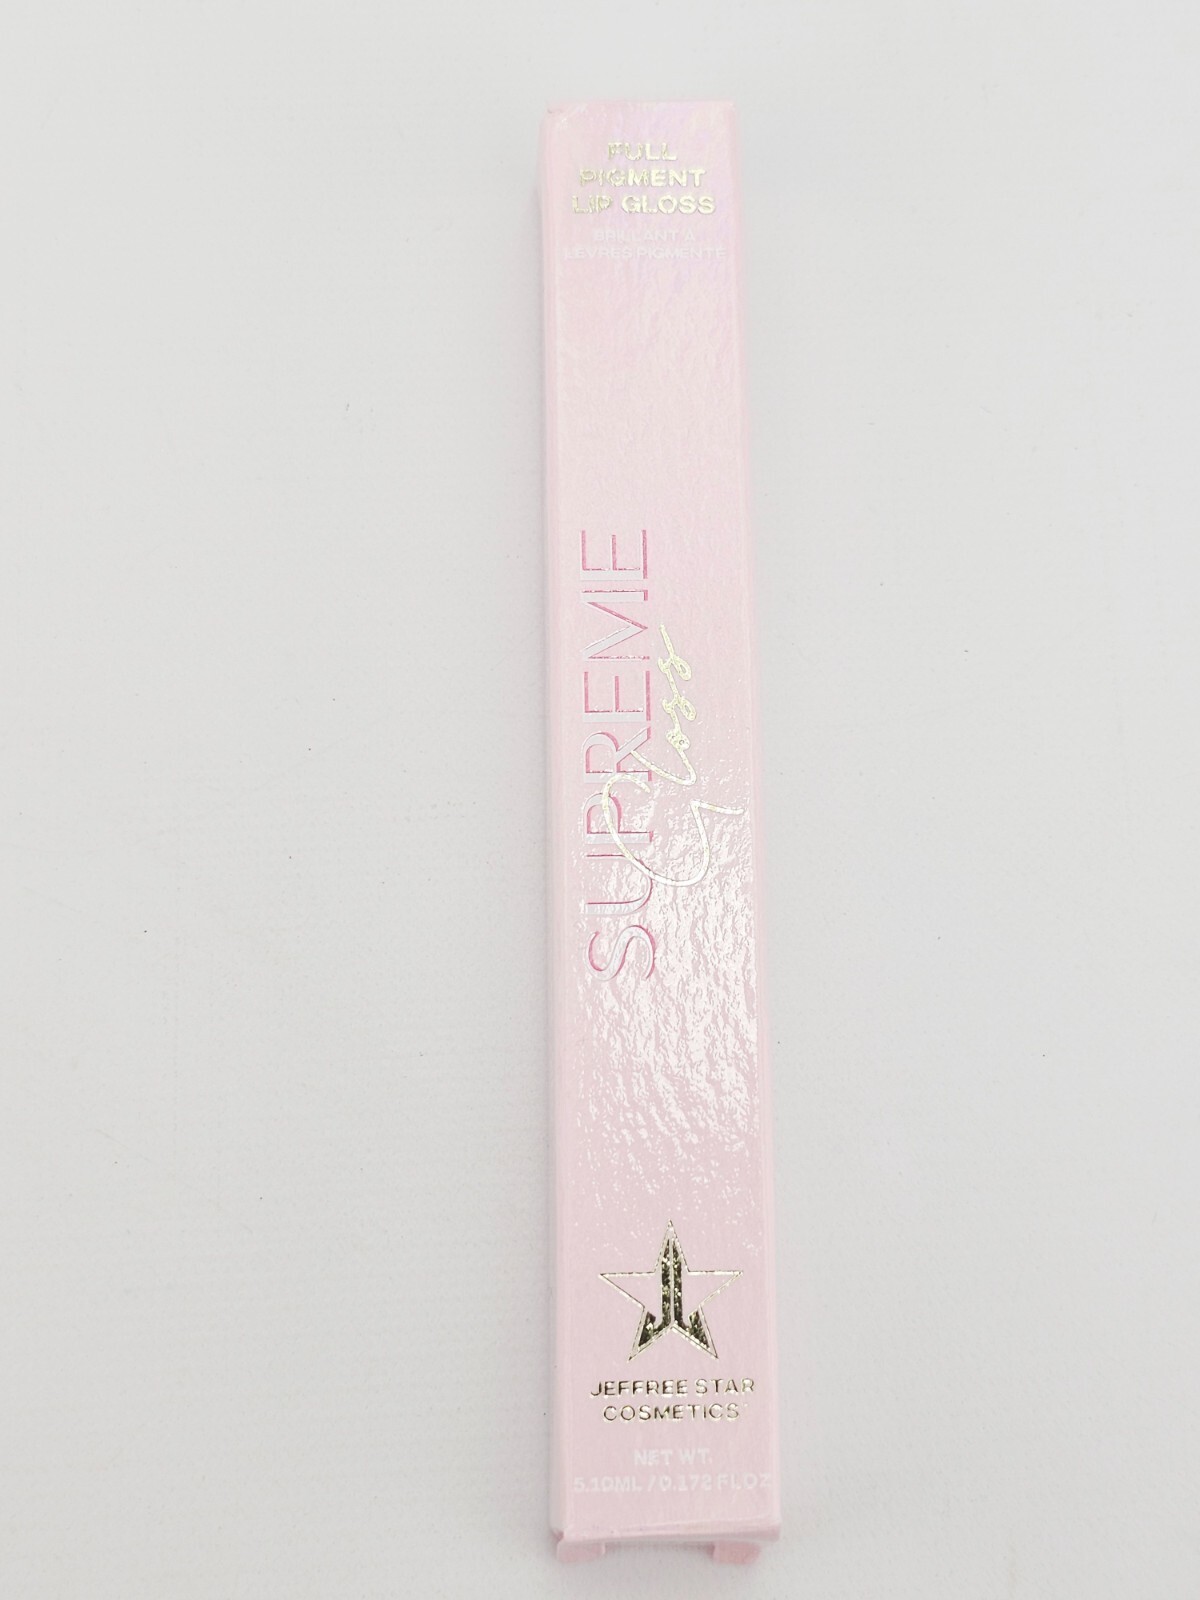 FULL
PIGMENT
LIP GLOSS
BRILLANT À
LÈVRES PIGMENTÉ
SUPREME
Gloss
JEFFREE STAR
COSMETICS
NET WT.
5.10ML / 0.172 FL OZ